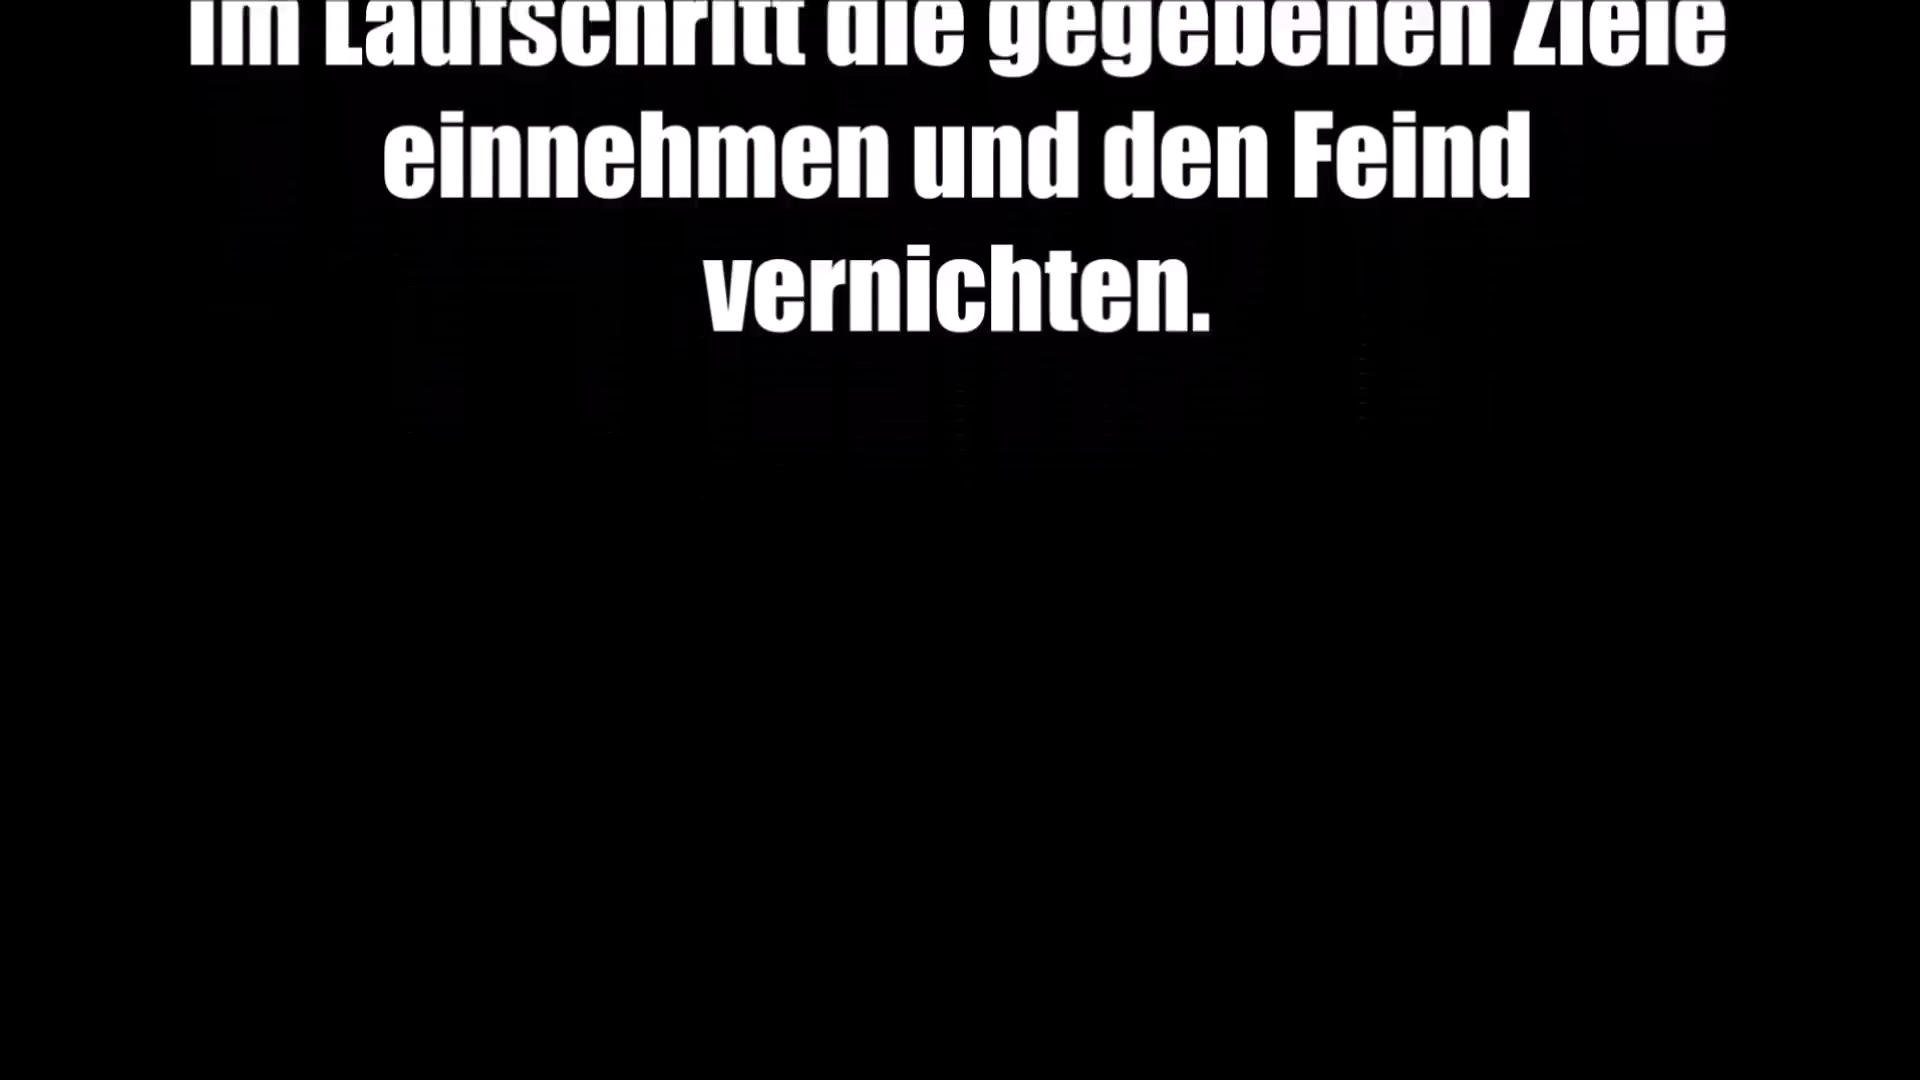 im Laufschritt die gegebenen Ziele
einnehmen und den Feind
vernichten.